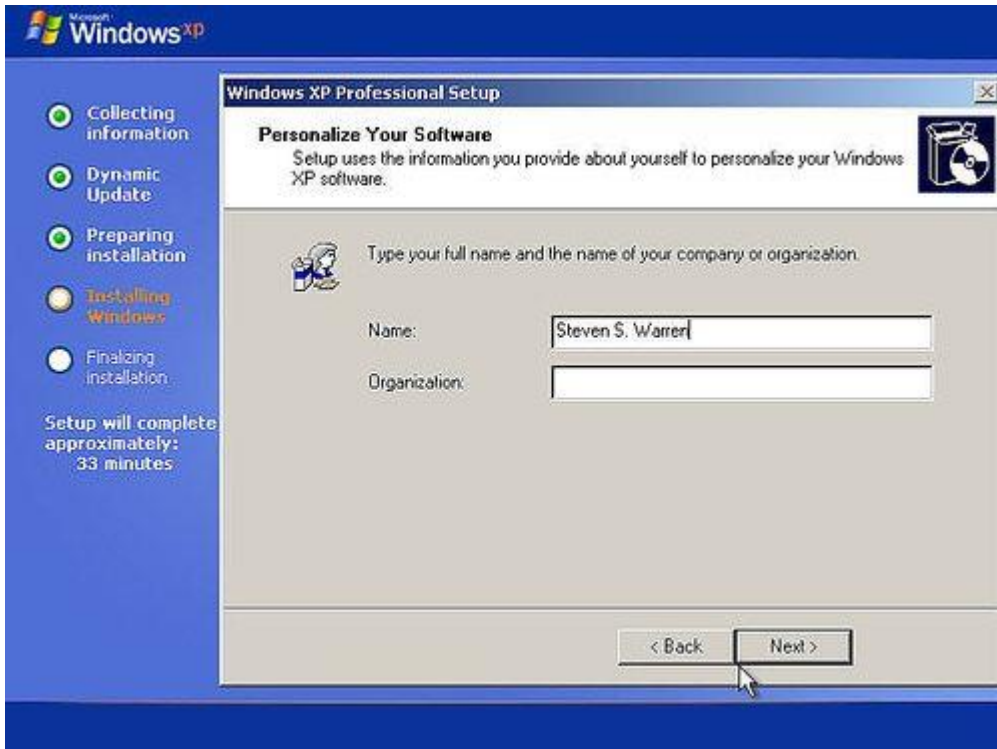 Microsoft
Windows xp
Collecting
information
Dynamic
Update
Preparing
installation
Installing
Windows
Finalizing
installation
Setup will complete
approximately:
33 minutes
Windows XP Professional Setup
Personalize Your Software
Setup uses the information you provide about yourself to personalize your Windows
XP software.
Type your full name and the name of your company or organization.
Name:
Steven S. Warren
Organization:
< Back
Next >